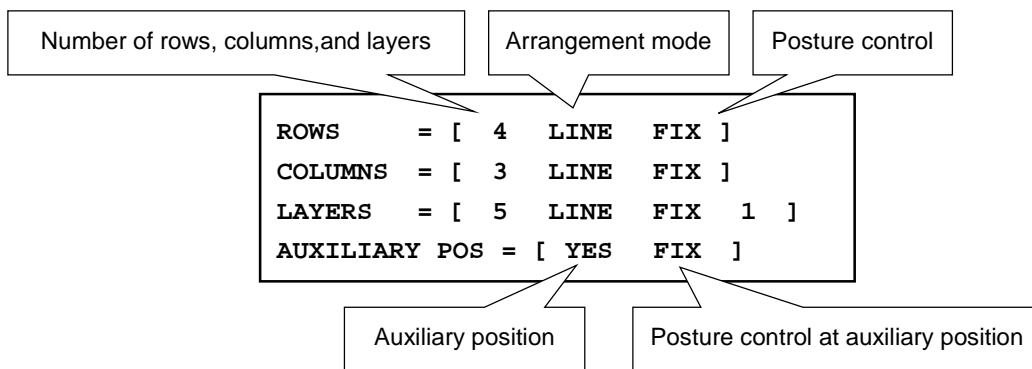 Number of rows, columns,and layers
Arrangement mode
Posture control
ROWS = [ 4 LINE FIX ]
COLUMNS = [ 3 LINE FIX ]
LAYERS = [ 5 LINE FIX 1 ]
AUXILIARY POS = [ YES FIX ]
Auxiliary position
Posture control at auxiliary position